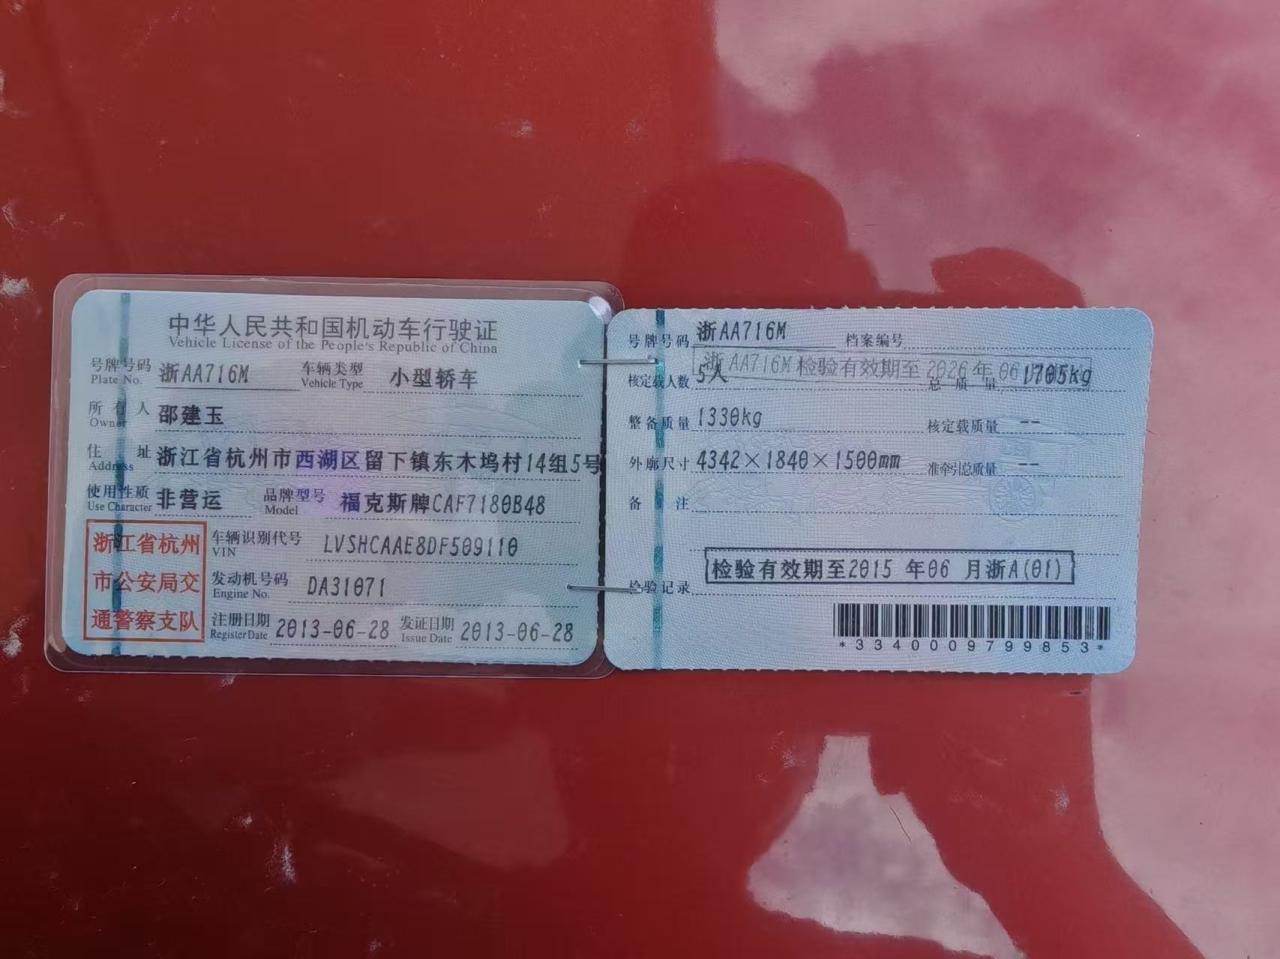 中华人民共和国机动车行驶证
Vehicle License of the People's Republic of China
号牌号码 浙AA716M 车辆类型 小型轿车
Plate No. Vehicle Type
所有人 邵建玉
Owner
住址 浙江省杭州市西湖区留下镇东木坞村14组5号
Address
使用性质 非营运 品牌型号 福克斯牌CAF7180B48
Use Character Model
浙江省杭州
市公安局交
通警察支队
车辆识别代号 LVSHCAAE8DF509110
VIN
发动机号码 DA31071
Engine No.
注册日期 2013-06-28 发证日期 2013-06-28
Register Date Issue Date
号牌号码 浙AA716M 档案编号
浙AA716M检验有效期至2026年06
核定载人数 5人 总质量 1705kg
整备质量 1330kg 核定载质量 --
外廓尺寸 4342×1840×1500mm 准牵引总质量 --
备注
检验记录 检验有效期至2015 年06 月浙A(01)
*3340009799853*